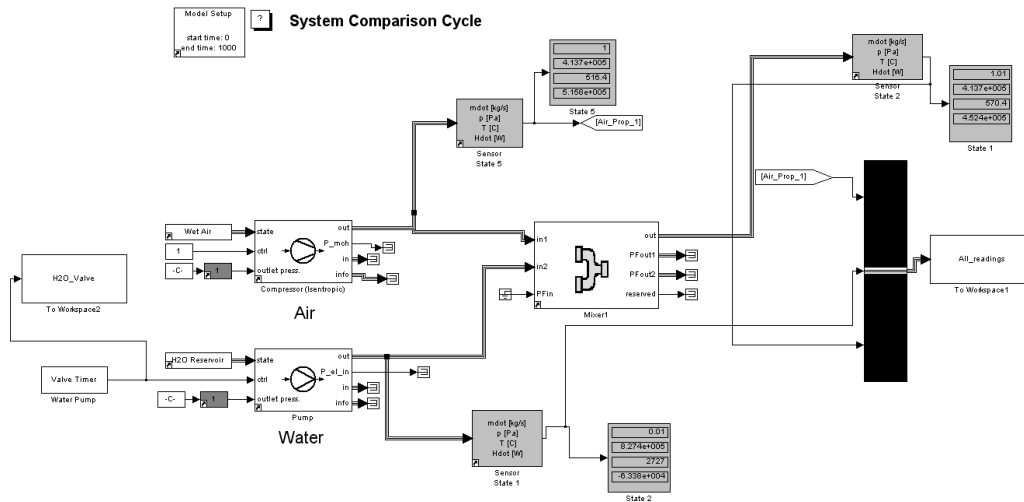 Model Setup
start time: 0
end time: 1000
?
System Comparison Cycle
mdot [kg/s]
p [Pa]
T [C]
Hdot [W]
Sensor
State 5
1
4.137e+005
516.4
5.158e+005
State 5
[Air_Prop_1]
mdot [kg/s]
p [Pa]
T [C]
Hdot [W]
Sensor
State 2
1.01
4.137e+005
570.4
4.524e+005
State 1
[Air_Prop_1]
All_readings
To Workspace1
Wet Air
1
-C-
1
state
ctrl
outlet press.
out
P_mch
in
info
Compressor (Isentropic)
Air
in1
in2
PFin
out
PFout1
PFout2
reserved
Mixer1
H2O_Valve
To Workspace2
Valve Timer
Water Pump
H2O Reservoir
-C-
1
state
ctrl
outlet press.
out
P_el_in
in
info
Pump
Water
mdot [kg/s]
p [Pa]
T [C]
Hdot [W]
Sensor
State 1
0.01
8.274e+005
2727
-6.338e+004
State 2